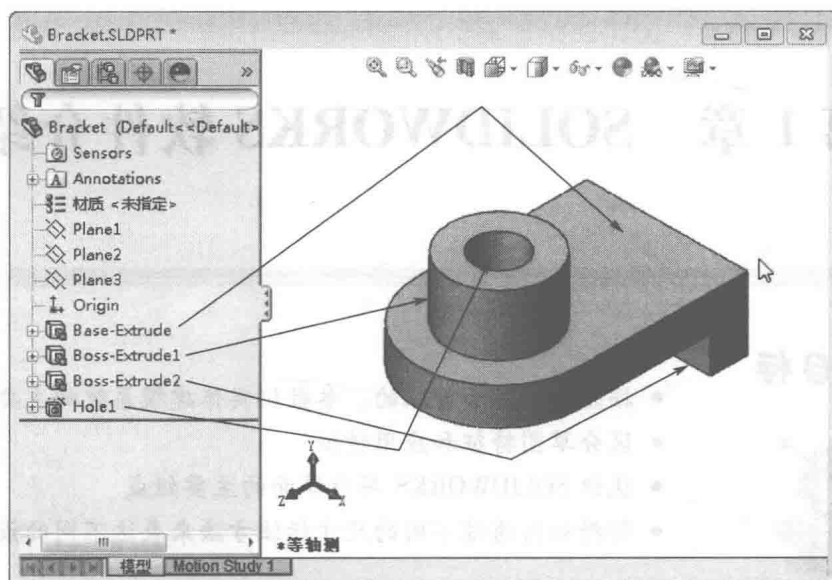 Bracket.SLDPRT *
»
Bracket (Default<<Default>
Sensors
A Annotations
材质 <未指定>
Plane1
Plane2
Plane3
Origin
Base-Extrude
Boss-Extrude1
Boss-Extrude2
Hole1
Y
Z X
*等轴测
模型 Motion Study 1